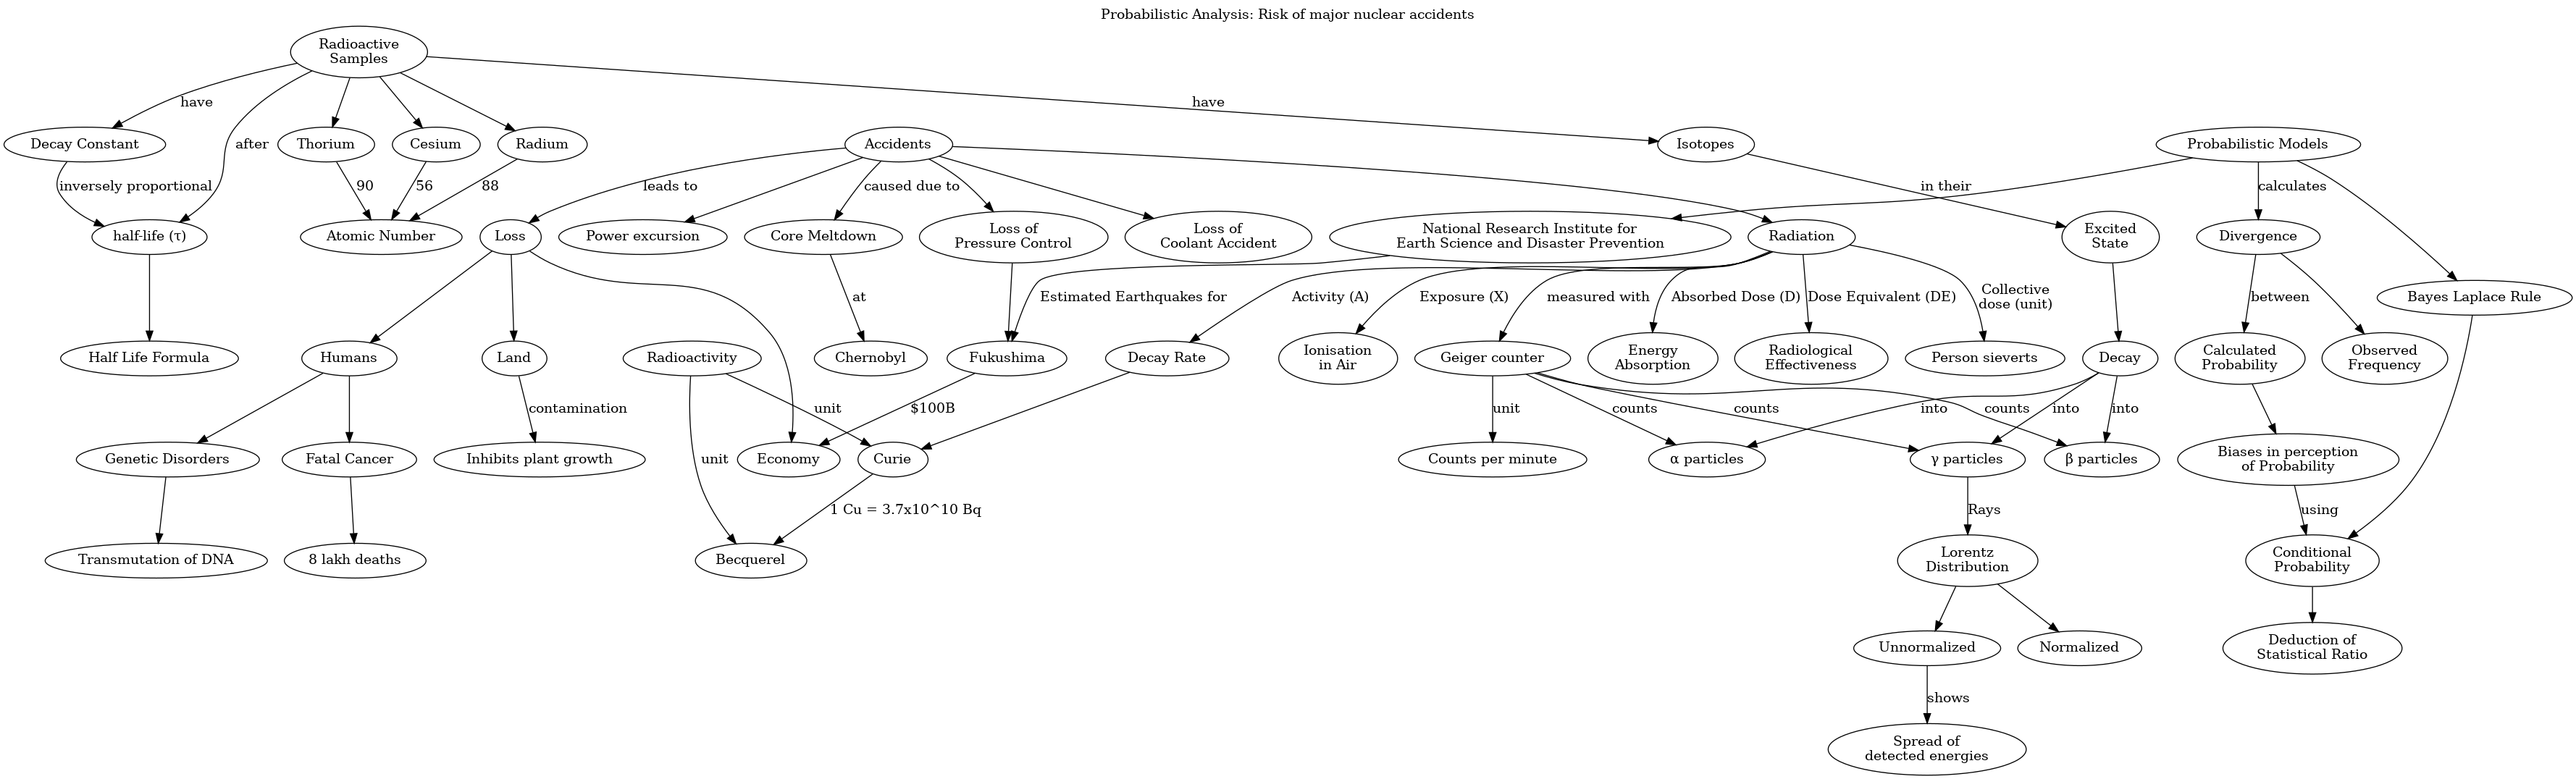 Probabilistic Analysis: Risk of major nuclear accidents
Radioactive
Samples
have
have
after
Decay Constant
Thorium
Cesium
Radium
Accidents
Isotopes
Probabilistic Models
inversely proportional
90
56
88
leads to
caused due to
in their
calculates
half-life (τ)
Atomic Number
Loss
Power excursion
Core Meltdown
Loss of
Pressure Control
Loss of
Coolant Accident
National Research Institute for
Earth Science and Disaster Prevention
Radiation
Excited
State
Divergence
at
Estimated Earthquakes for
Activity (A)
Exposure (X)
measured with
Absorbed Dose (D)
Dose Equivalent (DE)
Collective
dose (unit)
between
Bayes Laplace Rule
Half Life Formula
Humans
Land
Radioactivity
Chernobyl
Fukushima
Decay Rate
Ionisation
in Air
Geiger counter
Energy
Absorption
Radiological
Effectiveness
Person sieverts
Decay
Calculated
Probability
Observed
Frequency
contamination
unit
$100B
unit
counts
counts
into
counts
into
into
Genetic Disorders
Fatal Cancer
Inhibits plant growth
unit
Economy
Curie
Counts per minute
α particles
γ particles
β particles
Biases in perception
of Probability
1 Cu = 3.7x10^10 Bq
Rays
using
Transmutation of DNA
8 lakh deaths
Becquerel
Lorentz
Distribution
Conditional
Probability
Unnormalized
Normalized
Deduction of
Statistical Ratio
shows
Spread of
detected energies